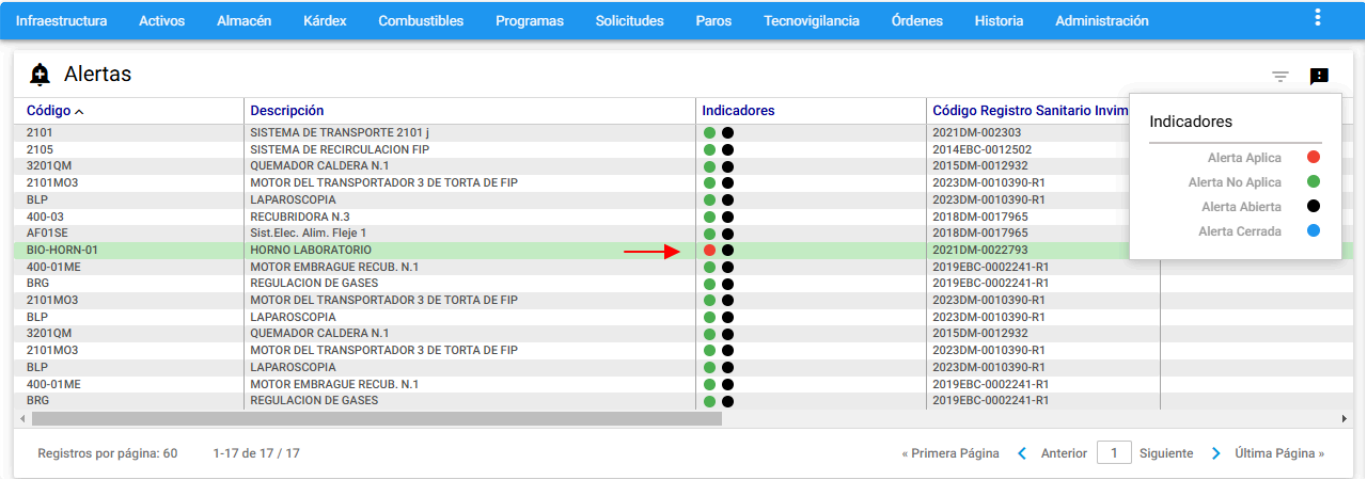 Infraestructura Activos Almacén Kárdex Combustibles Programas Solicitudes Paros Tecnovigilancia Órdenes Historia Administración
Alertas
Código Descripción Indicadores Código Registro Sanitario Invim
2101 SISTEMA DE TRANSPORTE 2101 j 2021DM-002303
2105 SISTEMA DE RECIRCULACION FIP 2014EBC-0012502
3201QM QUEMADOR CALDERA N.1 2015DM-0012932
2101MO3 MOTOR DEL TRANSPORTADOR 3 DE TORTA DE FIP 2023DM-0010390-R1
BLP LAPAROSCOPIA 2023DM-0010390-R1
400-03 RECUBRIDORA N.3 2018DM-0017965
AF01SE Sist.Elec. Alim. Fleje 1 2018DM-0017965
BIO-HORN-01 HORNO LABORATORIO 2021DM-0022793
400-01ME MOTOR EMBRAGUE RECUB. N.1 2019EBC-0002241-R1
BRG REGULACION DE GASES 2019EBC-0002241-R1
2101MO3 MOTOR DEL TRANSPORTADOR 3 DE TORTA DE FIP 2023DM-0010390-R1
BLP LAPAROSCOPIA 2023DM-0010390-R1
3201QM QUEMADOR CALDERA N.1 2015DM-0012932
2101MO3 MOTOR DEL TRANSPORTADOR 3 DE TORTA DE FIP 2023DM-0010390-R1
BLP LAPAROSCOPIA 2023DM-0010390-R1
400-01ME MOTOR EMBRAGUE RECUB. N.1 2019EBC-0002241-R1
BRG REGULACION DE GASES 2019EBC-0002241-R1
Indicadores
Alerta Aplica
Alerta No Aplica
Alerta Abierta
Alerta Cerrada
Registros por página: 60 1-17 de 17 / 17 « Primera Página Anterior 1 Siguiente Última Página »